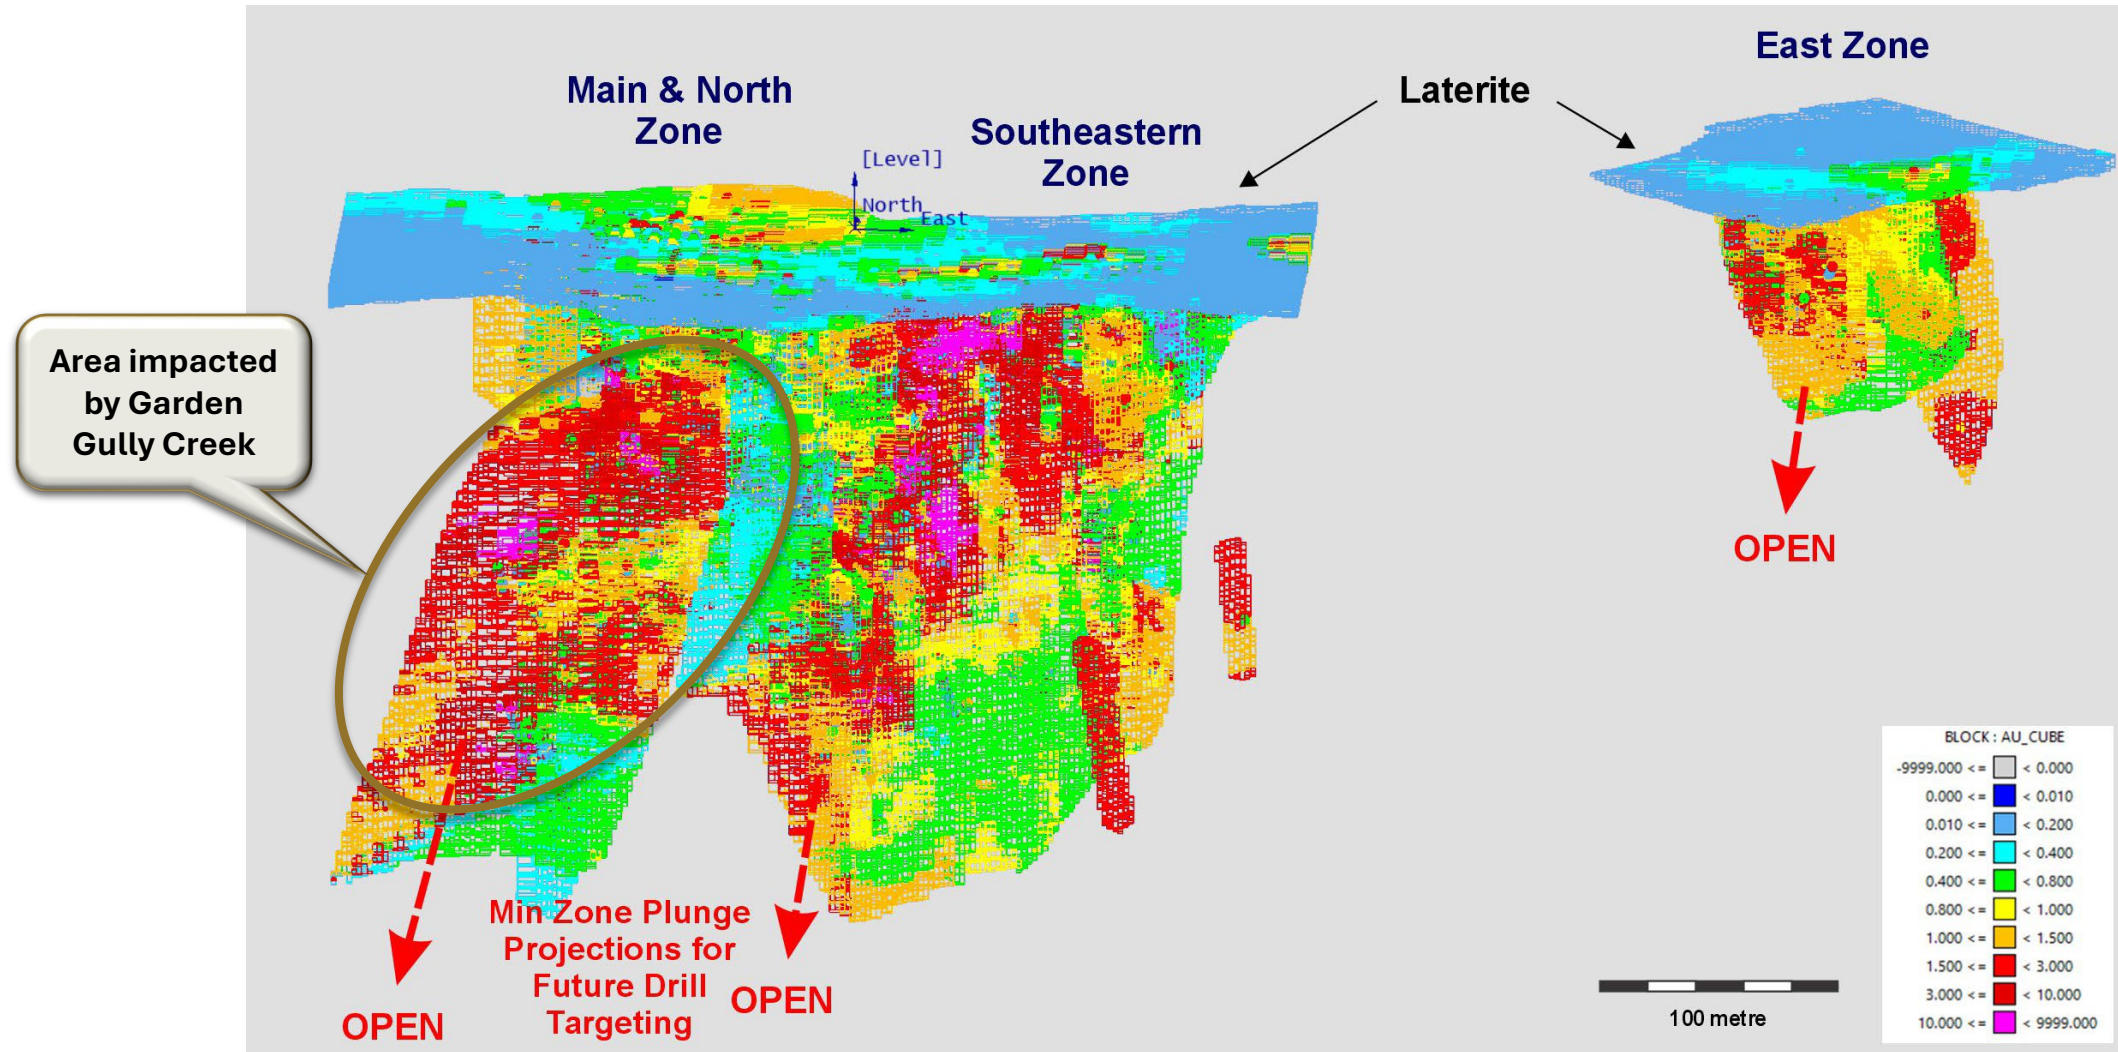 East Zone
Main & North
Zone
Laterite
Southeastern
Zone
[Level]
North
East
Area impacted
by Garden
Gully Creek
OPEN
Min Zone Plunge
Projections for
Future Drill
Targeting
OPEN
OPEN
100 metre
BLOCK : AU_CUBE
-9999.000 <= < 0.000
0.000 <= < 0.010
0.010 <= < 0.200
0.200 <= < 0.400
0.400 <= < 0.800
0.800 <= < 1.000
1.000 <= < 1.500
1.500 <= < 3.000
3.000 <= < 10.000
10.000 <= < 9999.000